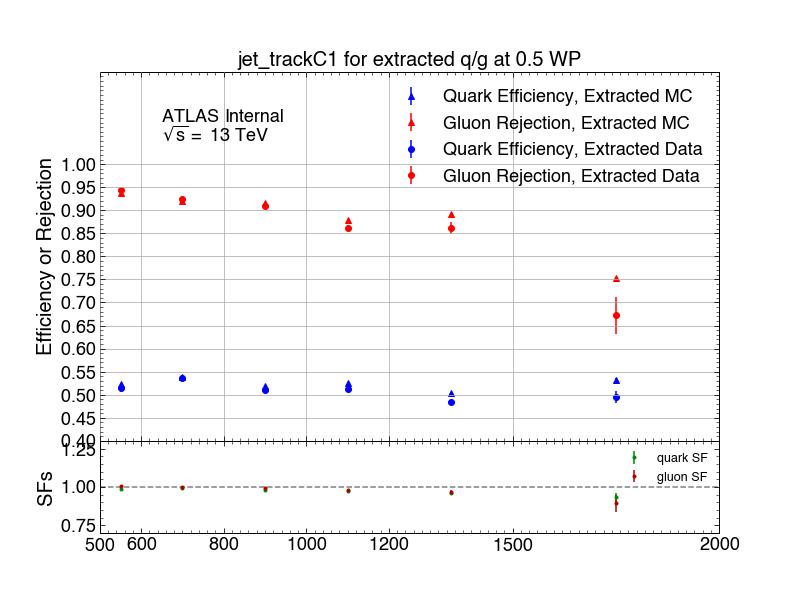 jet_trackC1 for extracted q/g at 0.5 WP
ATLAS Internal
√s = 13 TeV
Quark Efficiency, Extracted MC
Gluon Rejection, Extracted MC
Quark Efficiency, Extracted Data
Gluon Rejection, Extracted Data
Efficiency or Rejection
1.00
0.95
0.90
0.85
0.80
0.75
0.70
0.65
0.60
0.55
0.50
0.45
0.40
SFs
1.25
1.00
0.75
quark SF
gluon SF
500 600 800 1000 1200 1500 2000